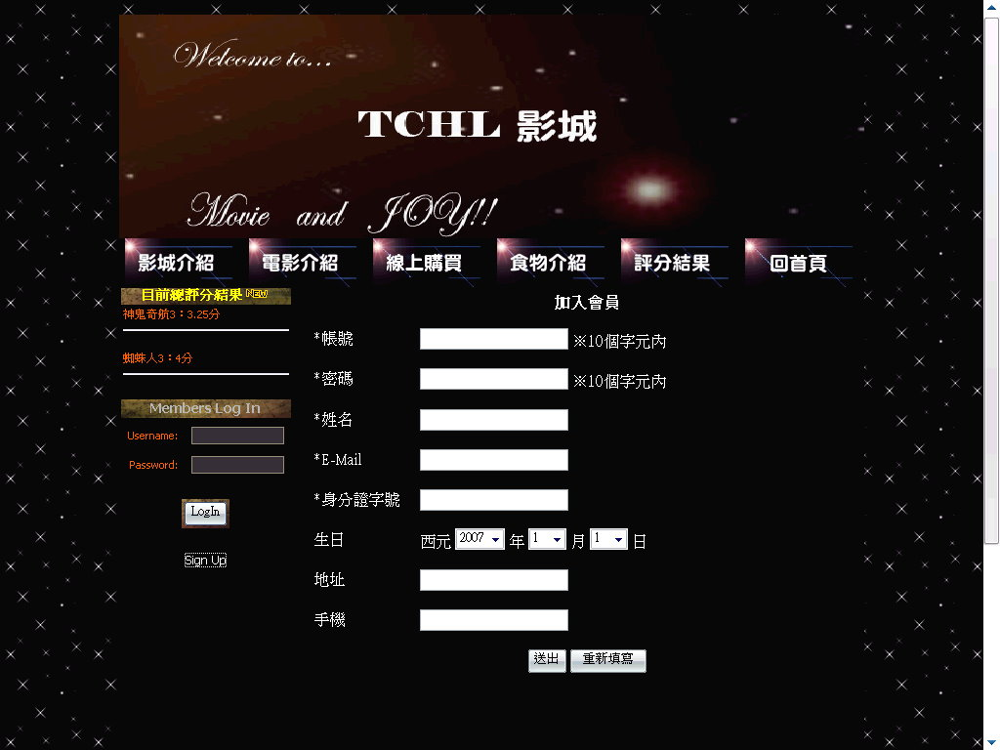 Welcome to...
TCHL 影城
Movie and JOY!!
影城介紹 電影介紹 線上購買 食物介紹 評分結果 回首頁
目前總評分結果 NEW
神鬼奇航3：3.25分
蜘蛛人3：4分
Members Log In
Username:
Password:
LogIn
Sign Up
加入會員
*帳號 ※10個字元內
*密碼 ※10個字元內
*姓名
*E-Mail
*身分證字號
生日 西元 2007 年 1 月 1 日
地址
手機
送出 重新填寫